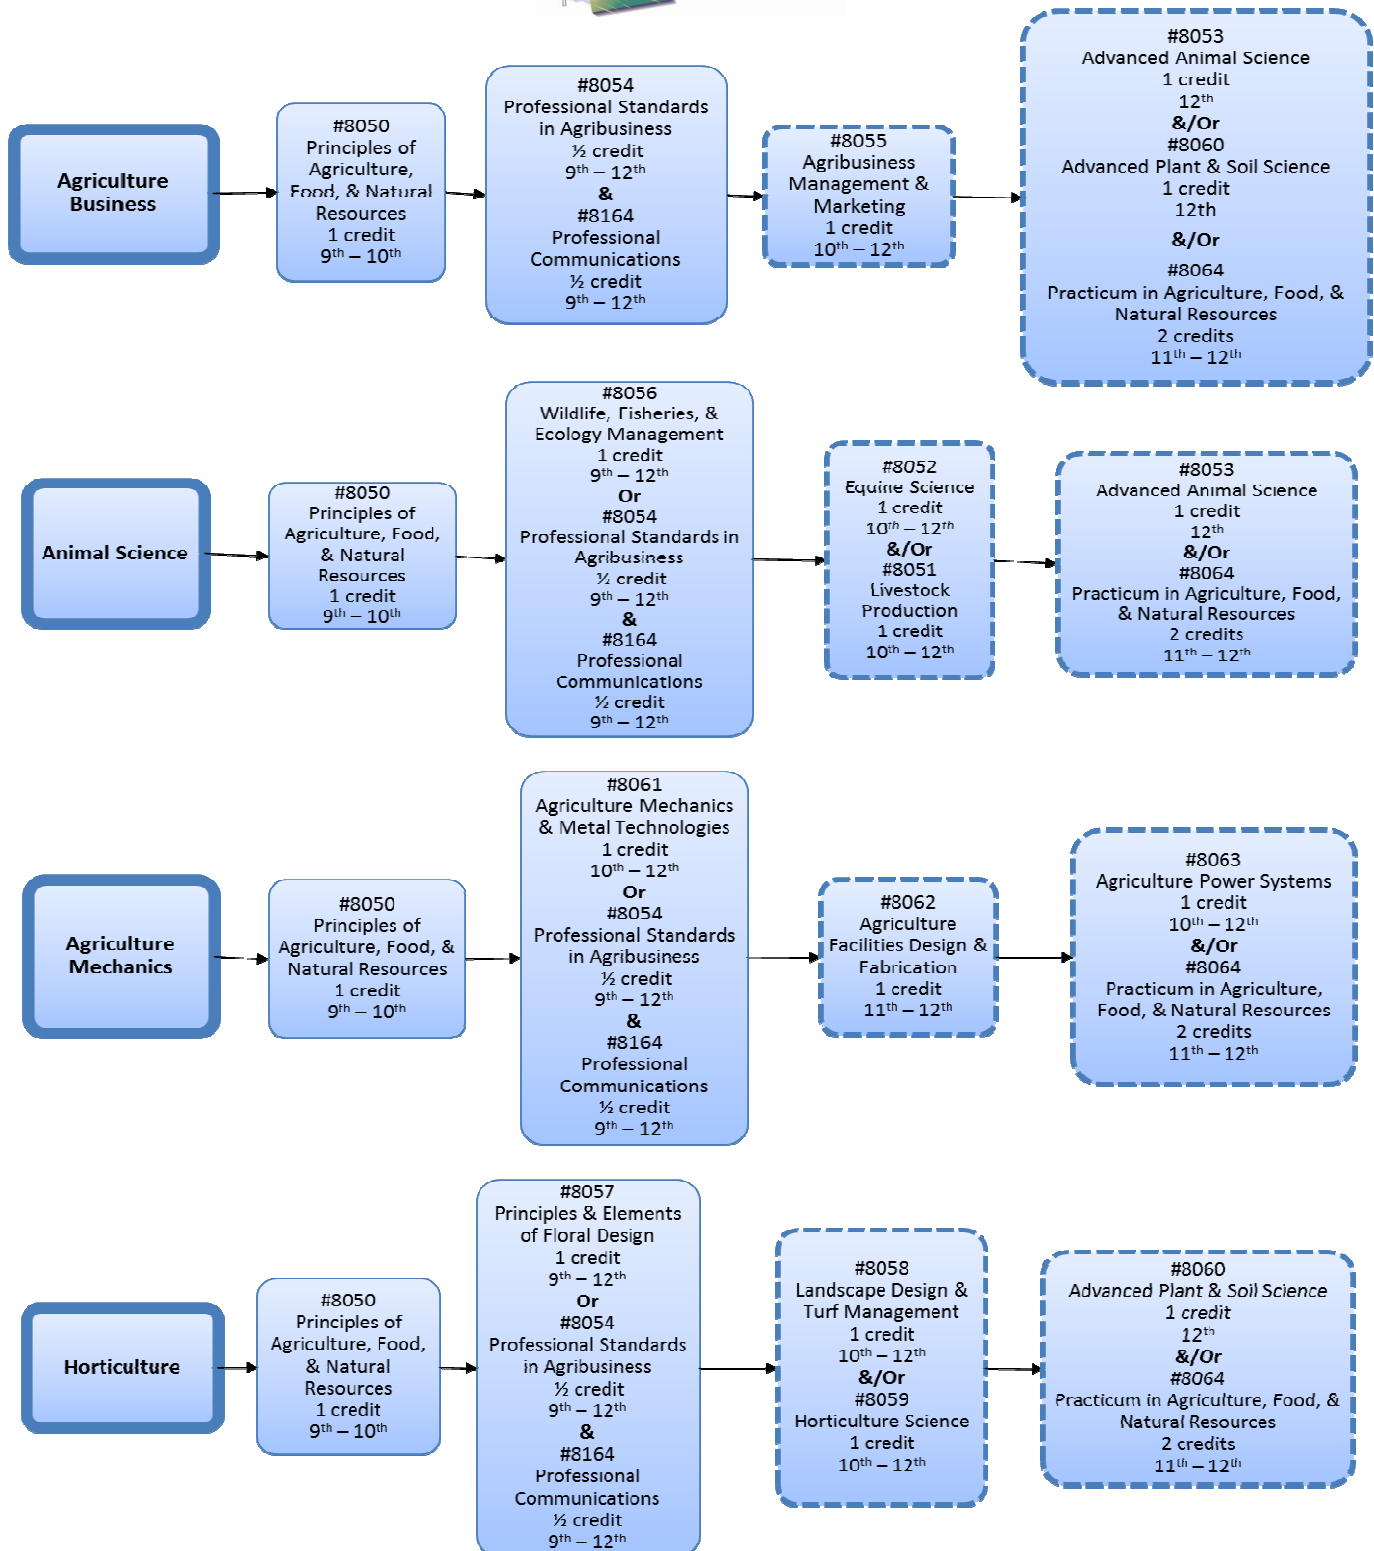 Agriculture
Business
#8050
Principles of
Agriculture,
Food, & Natural
Resources
1 credit
9th – 10th
#8054
Professional Standards
in Agribusiness
½ credit
9th – 12th
&
#8164
Professional
Communications
½ credit
9th – 12th
#8055
Agribusiness
Management &
Marketing
1 credit
10th – 12th
#8053
Advanced Animal Science
1 credit
12th
&/Or
#8060
Advanced Plant & Soil Science
1 credit
12th
&/Or
#8064
Practicum in Agriculture, Food, &
Natural Resources
2 credits
11th – 12th
Animal Science
#8050
Principles of
Agriculture, Food,
& Natural
Resources
1 credit
9th – 10th
#8056
Wildlife, Fisheries, &
Ecology Management
1 credit
9th – 12th
Or
#8054
Professional Standards in
Agribusiness
½ credit
9th – 12th
&
#8164
Professional
Communications
½ credit
9th – 12th
#8052
Equine Science
1 credit
10th – 12th
&/Or
#8051
Livestock
Production
1 credit
10th – 12th
#8053
Advanced Animal Science
1 credit
12th
&/Or
#8064
Practicum in Agriculture, Food,
& Natural Resources
2 credits
11th – 12th
Agriculture
Mechanics
#8050
Principles of
Agriculture, Food, &
Natural Resources
1 credit
9th – 10th
#8061
Agriculture Mechanics
& Metal Technologies
1 credit
10th – 12th
Or
#8054
Professional Standards
in Agribusiness
½ credit
9th – 12th
&
#8164
Professional
Communications
½ credit
9th – 12th
#8062
Agriculture
Facilities Design &
Fabrication
1 credit
11th – 12th
#8063
Agriculture Power Systems
1 credit
10th – 12th
&/Or
#8064
Practicum in Agriculture,
Food, & Natural Resources
2 credits
11th – 12th
Horticulture
#8050
Principles of
Agriculture, Food,
& Natural
Resources
1 credit
9th – 10th
#8057
Principles & Elements
of Floral Design
1 credit
9th – 12th
Or
#8054
Professional Standards
in Agribusiness
½ credit
9th – 12th
&
#8164
Professional
Communications
½ credit
9th – 12th
#8058
Landscape Design &
Turf Management
1 credit
10th – 12th
&/Or
#8059
Horticulture Science
1 credit
10th – 12th
#8060
Advanced Plant & Soil Science
1 credit
12th
&/Or
#8064
Practicum in Agriculture, Food, &
Natural Resources
2 credits
11th – 12th